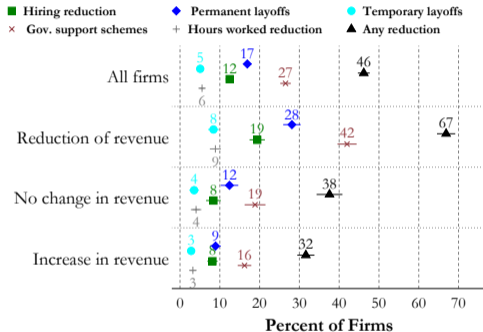 Hiring reduction Permanent layoffs Temporary layoffs
Gov. support schemes Hours worked reduction Any reduction
All firms
5 17 46
12 27
6
Reduction of revenue
8 28 67
19 42
9
No change in revenue
4 12 38
8 19
4
Increase in revenue
3 9 32
8 16
3
0 10 20 30 40 50 60 70
Percent of Firms